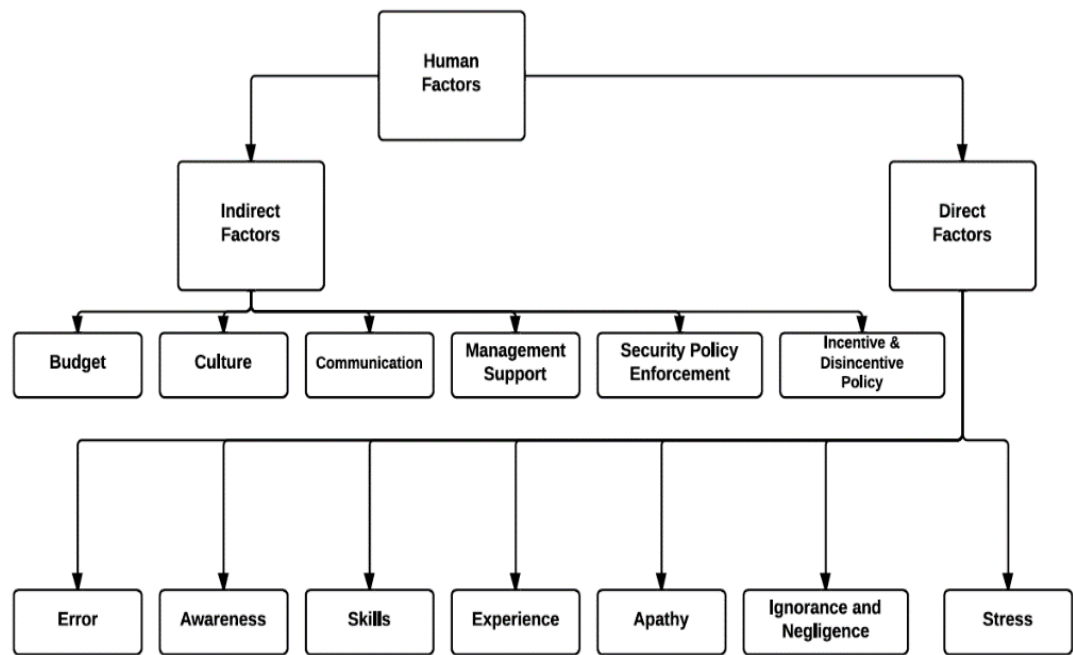 Human
Factors
Indirect
Factors
Direct
Factors
Budget
Culture
Communication
Management
Support
Security Policy
Enforcement
Incentive &
Disincentive
Policy
Error
Awareness
Skills
Experience
Apathy
Ignorance and
Negligence
Stress